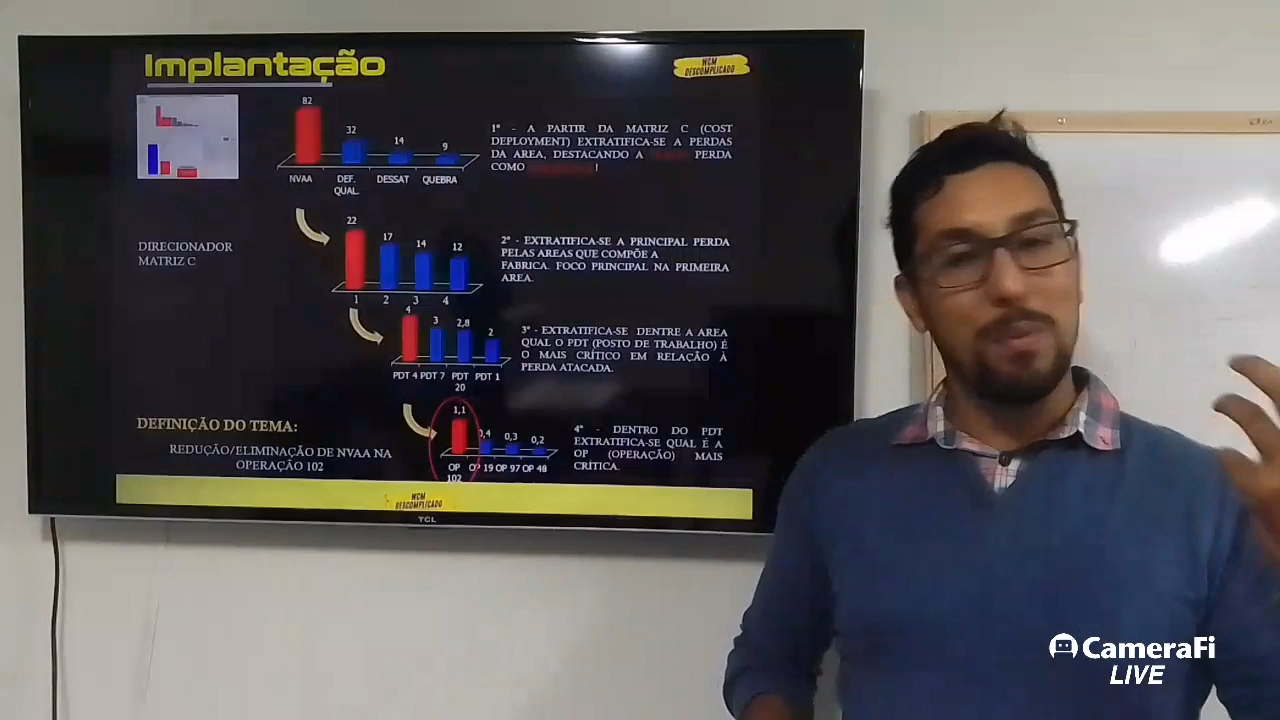 Implantação
WCM
DESCOMPLICADO
82
32
14
9
NVAA
DEF.
QUAL.
DESSAT
QUEBRA
1º - A PARTIR DA MATRIZ C (COST
DEPLOYMENT) EXTRATIFICA-SE A PERDAS
DA AREA, DESTACANDO A PERDA
COMO !
DIRECIONADOR
MATRIZ C
22
17
14
12
1
2
3
4
2º - EXTRATIFICA-SE A PRINCIPAL PERDA
PELAS AREAS QUE COMPÕE A
FABRICA. FOCO PRINCIPAL NA PRIMEIRA
AREA.
4
3
2,8
2
PDT 4
PDT 7
PDT
20
PDT 1
3º - EXTRATIFICA-SE DENTRE A AREA
QUAL O PDT (POSTO DE TRABALHO) É
O MAIS CRÍTICO EM RELAÇÃO À
PERDA ATACADA.
DEFINIÇÃO DO TEMA:
REDUÇÃO/ELIMINAÇÃO DE NVAA NA
OPERAÇÃO 102
1,1
0,4
0,3
0,2
OP
102
OP 19
OP 97
OP 48
4º - DENTRO DO PDT
EXTRATIFICA-SE QUAL É A
OP (OPERAÇÃO) MAIS
CRÍTICA.
WCM
DESCOMPLICADO
TCL
CameraFi
LIVE